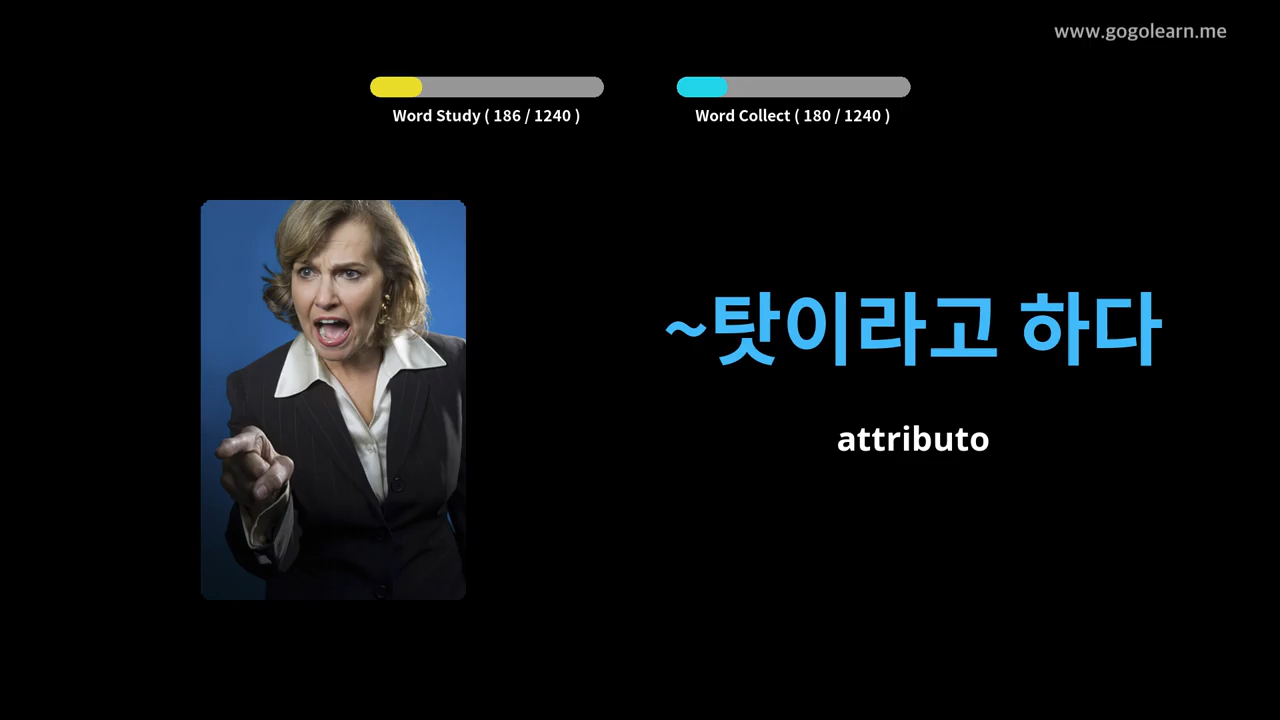 www.gogolearn.me
Word Study ( 186 / 1240 )
Word Collect ( 180 / 1240 )
~탓이라고 하다
attributo